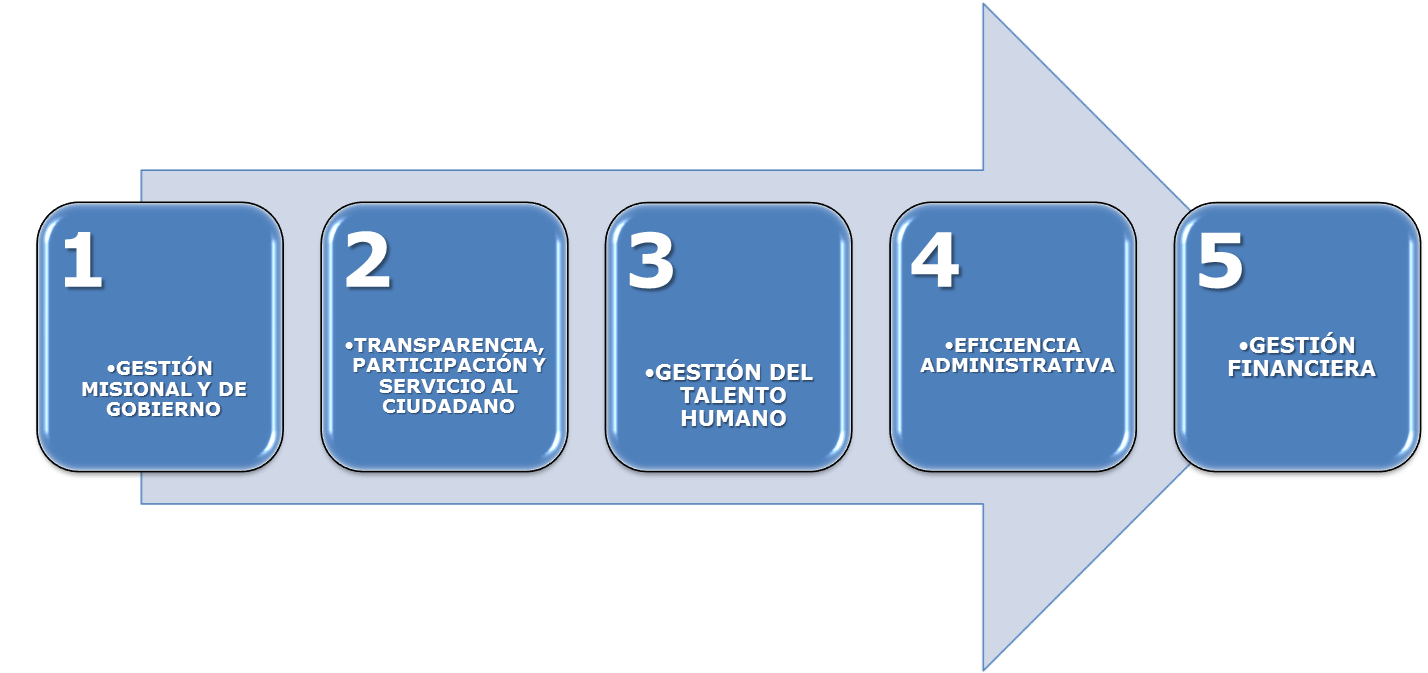 1
•GESTIÓN
MISIONAL Y DE
GOBIERNO
2
•TRANSPARENCIA,
PARTICIPACIÓN Y
SERVICIO AL
CIUDADANO
3
•GESTIÓN DEL
TALENTO
HUMANO
4
•EFICIENCIA
ADMINISTRATIVA
5
•GESTIÓN
FINANCIERA